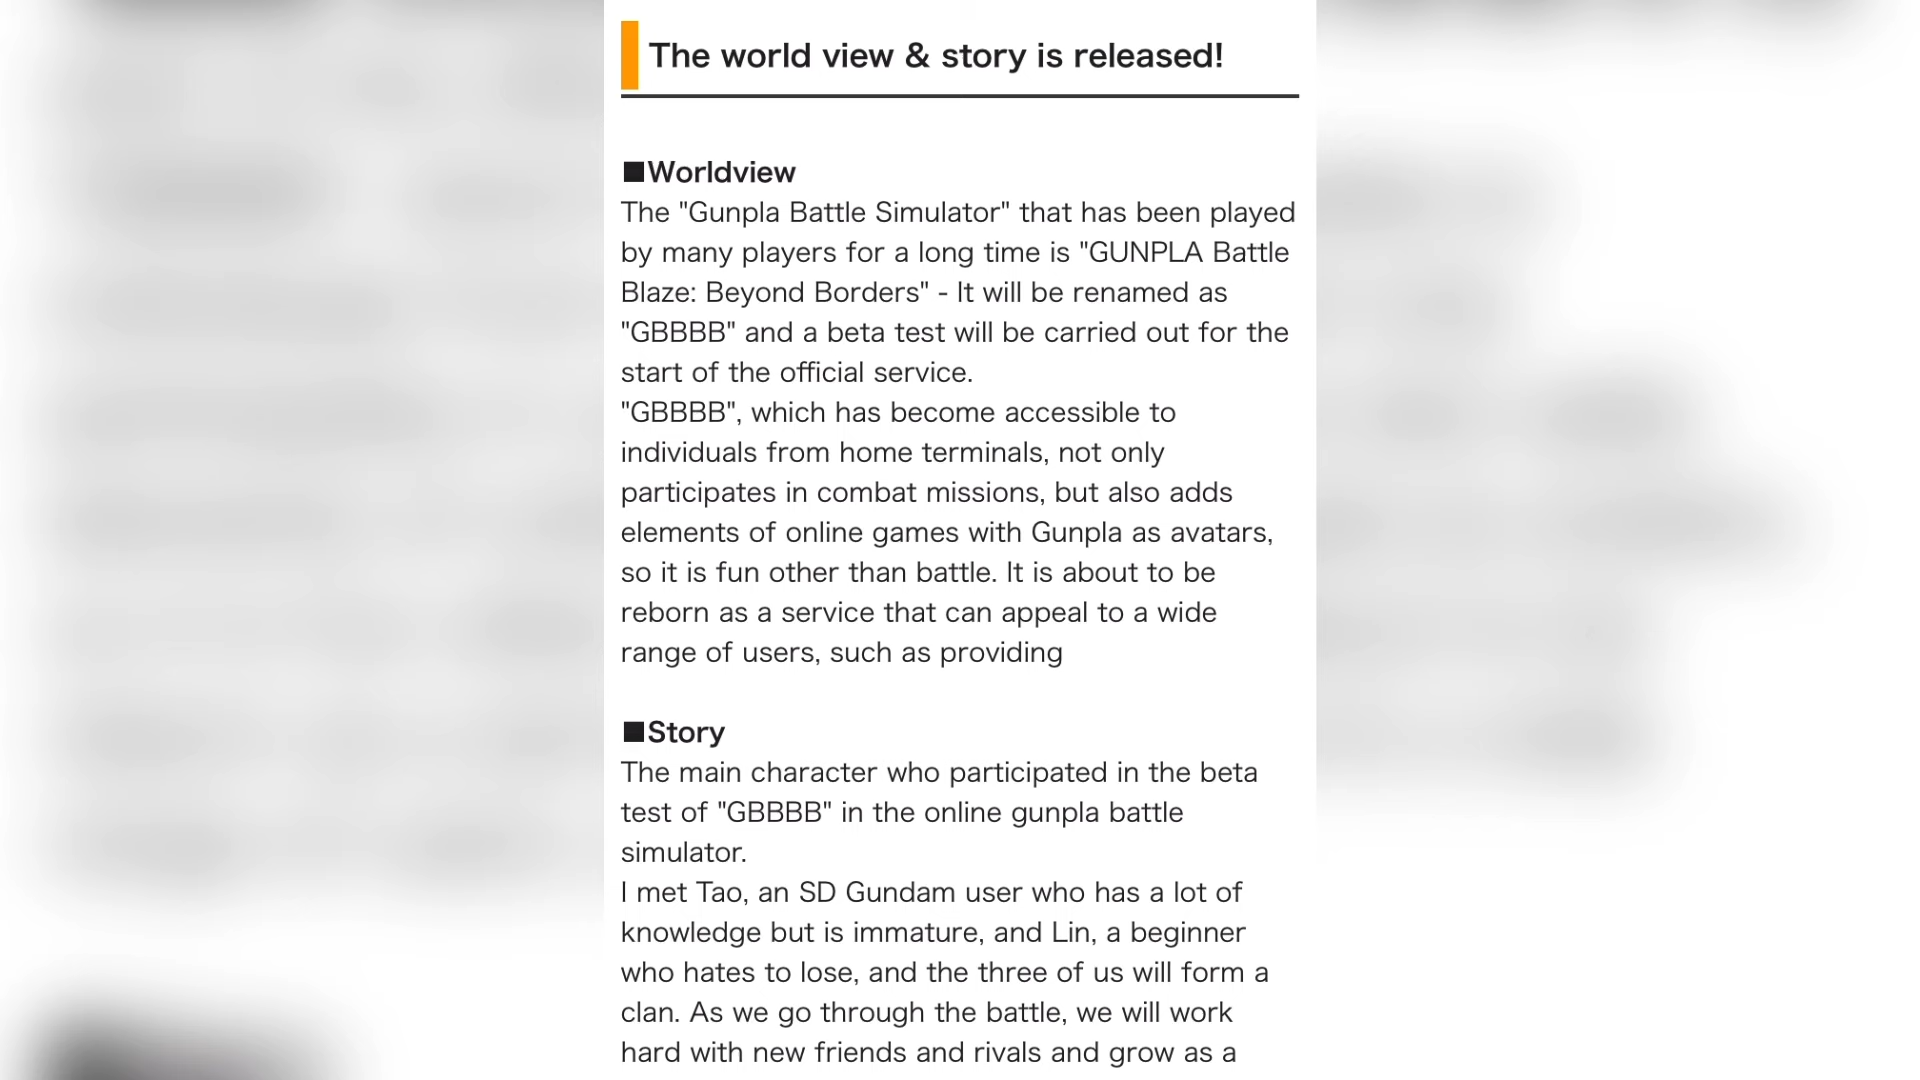 The world view & story is released!
■Worldview
The "Gunpla Battle Simulator" that has been played
by many players for a long time is "GUNPLA Battle
Blaze: Beyond Borders" - It will be renamed as
"GBBBB" and a beta test will be carried out for the
start of the official service.
"GBBBB", which has become accessible to
individuals from home terminals, not only
participates in combat missions, but also adds
elements of online games with Gunpla as avatars,
so it is fun other than battle. It is about to be
reborn as a service that can appeal to a wide
range of users, such as providing
■Story
The main character who participated in the beta
test of "GBBBB" in the online gunpla battle
simulator.
I met Tao, an SD Gundam user who has a lot of
knowledge but is immature, and Lin, a beginner
who hates to lose, and the three of us will form a
clan. As we go through the battle, we will work
hard with new friends and rivals and grow as a